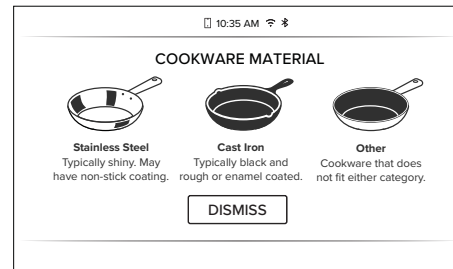 10:35 AM
COOKWARE MATERIAL
Stainless Steel
Typically shiny. May
have non-stick coating.
Cast Iron
Typically black and
rough or enamel coated.
Other
Cookware that does
not fit either category.
DISMISS